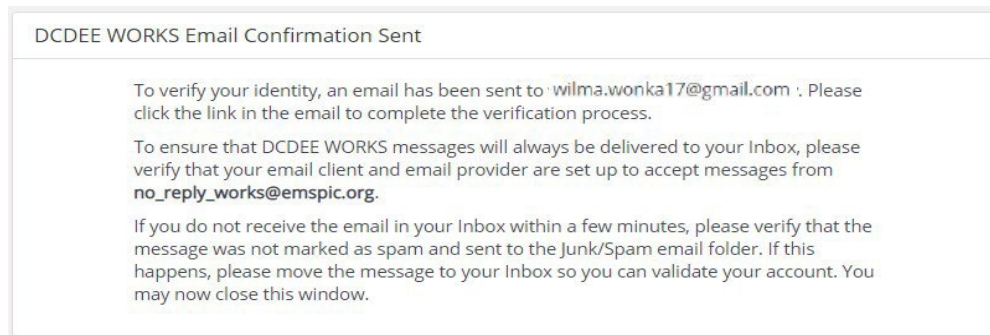 DCDEE WORKS Email Confirmation Sent
To verify your identity, an email has been sent to wilma.wonka17@gmail.com . Please
click the link in the email to complete the verification process.
To ensure that DCDEE WORKS messages will always be delivered to your Inbox, please
verify that your email client and email provider are set up to accept messages from
no_reply_works@emspic.org.
If you do not receive the email in your Inbox within a few minutes, please verify that the
message was not marked as spam and sent to the Junk/Spam email folder. If this
happens, please move the message to your Inbox so you can validate your account. You
may now close this window.